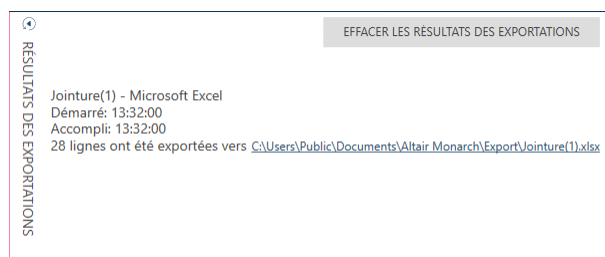 EFFACER LES RÉSULTATS DES EXPORTATIONS
RÉSULTATS DES EXPORTATIONS
Jointure(1) - Microsoft Excel
Démarré: 13:32:00
Accompli: 13:32:00
28 lignes ont été exportées vers C:\Users\Public\Documents\Altair Monarch\Export\Jointure(1).xlsx